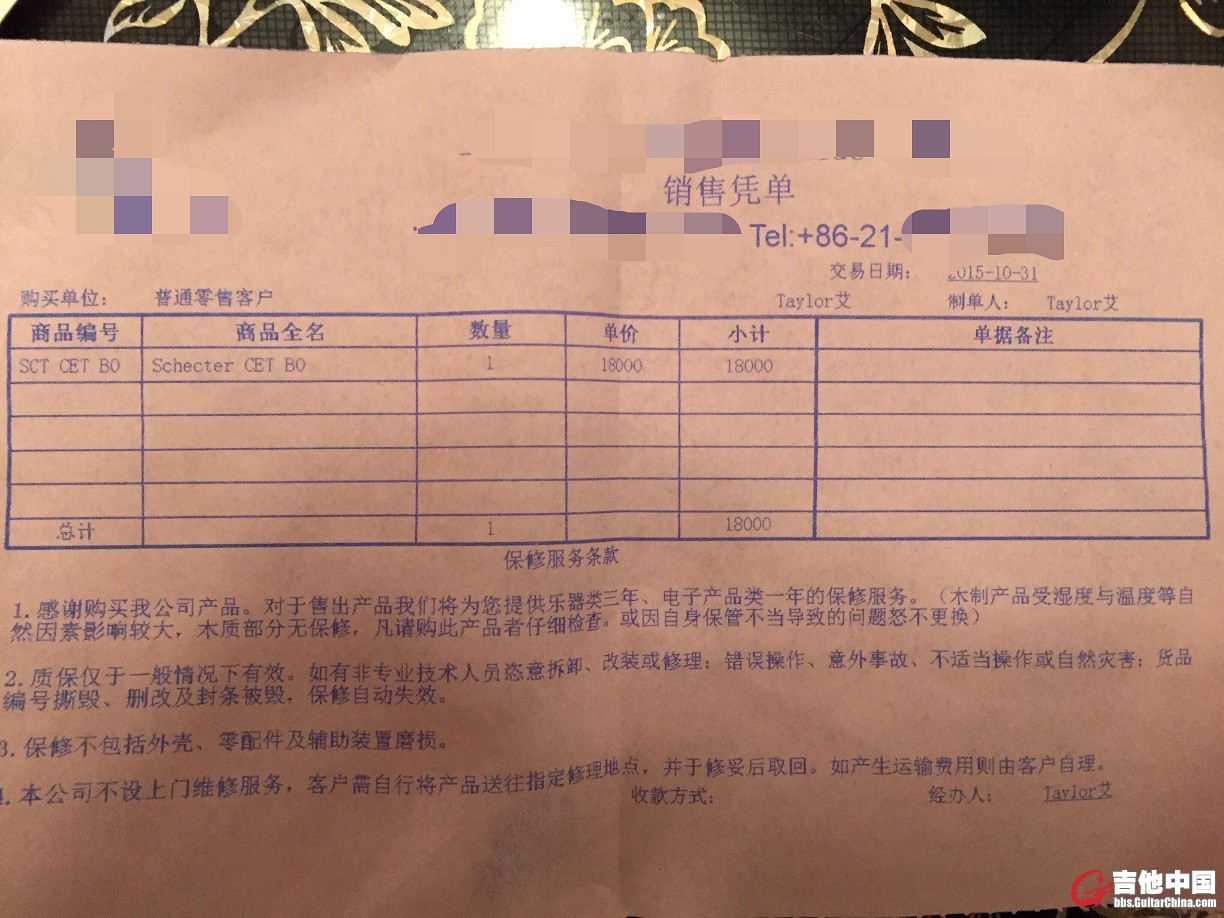 销售凭单
Tel:+86-21-
交易日期： 2015-10-31
购买单位： 普通零售客户 Taylor艾 制单人： Taylor艾
商品编号 商品全名 数量 单价 小计 单据备注
SCT CET BO Schecter CET BO 1 18000 18000
总计 1 18000
保修服务条款
1.感谢购买我公司产品。对于售出产品我们将为您提供乐器类三年、电子产品类一年的保修服务。（木制产品受湿度与温度等自
然因素影响较大，木质部分无保修，凡请购此产品者仔细检查。或因自身保管不当导致的问题怒不更换）
2.质保仅于一般情况下有效。如有非专业技术人员恣意拆卸、改装或修理；错误操作、意外事故、不适当操作或自然灾害；货品
编号撕毁、删改及封条被毁，保修自动失效。
3.保修不包括外壳、零配件及辅助装置磨损。
4.本公司不设上门维修服务，客户需自行将产品送往指定修理地点，并于修妥后取回。如产生运输费用则由客户自理。
收款方式： 经办人： Taylor艾
吉他中国
bbs.GuitarChina.com